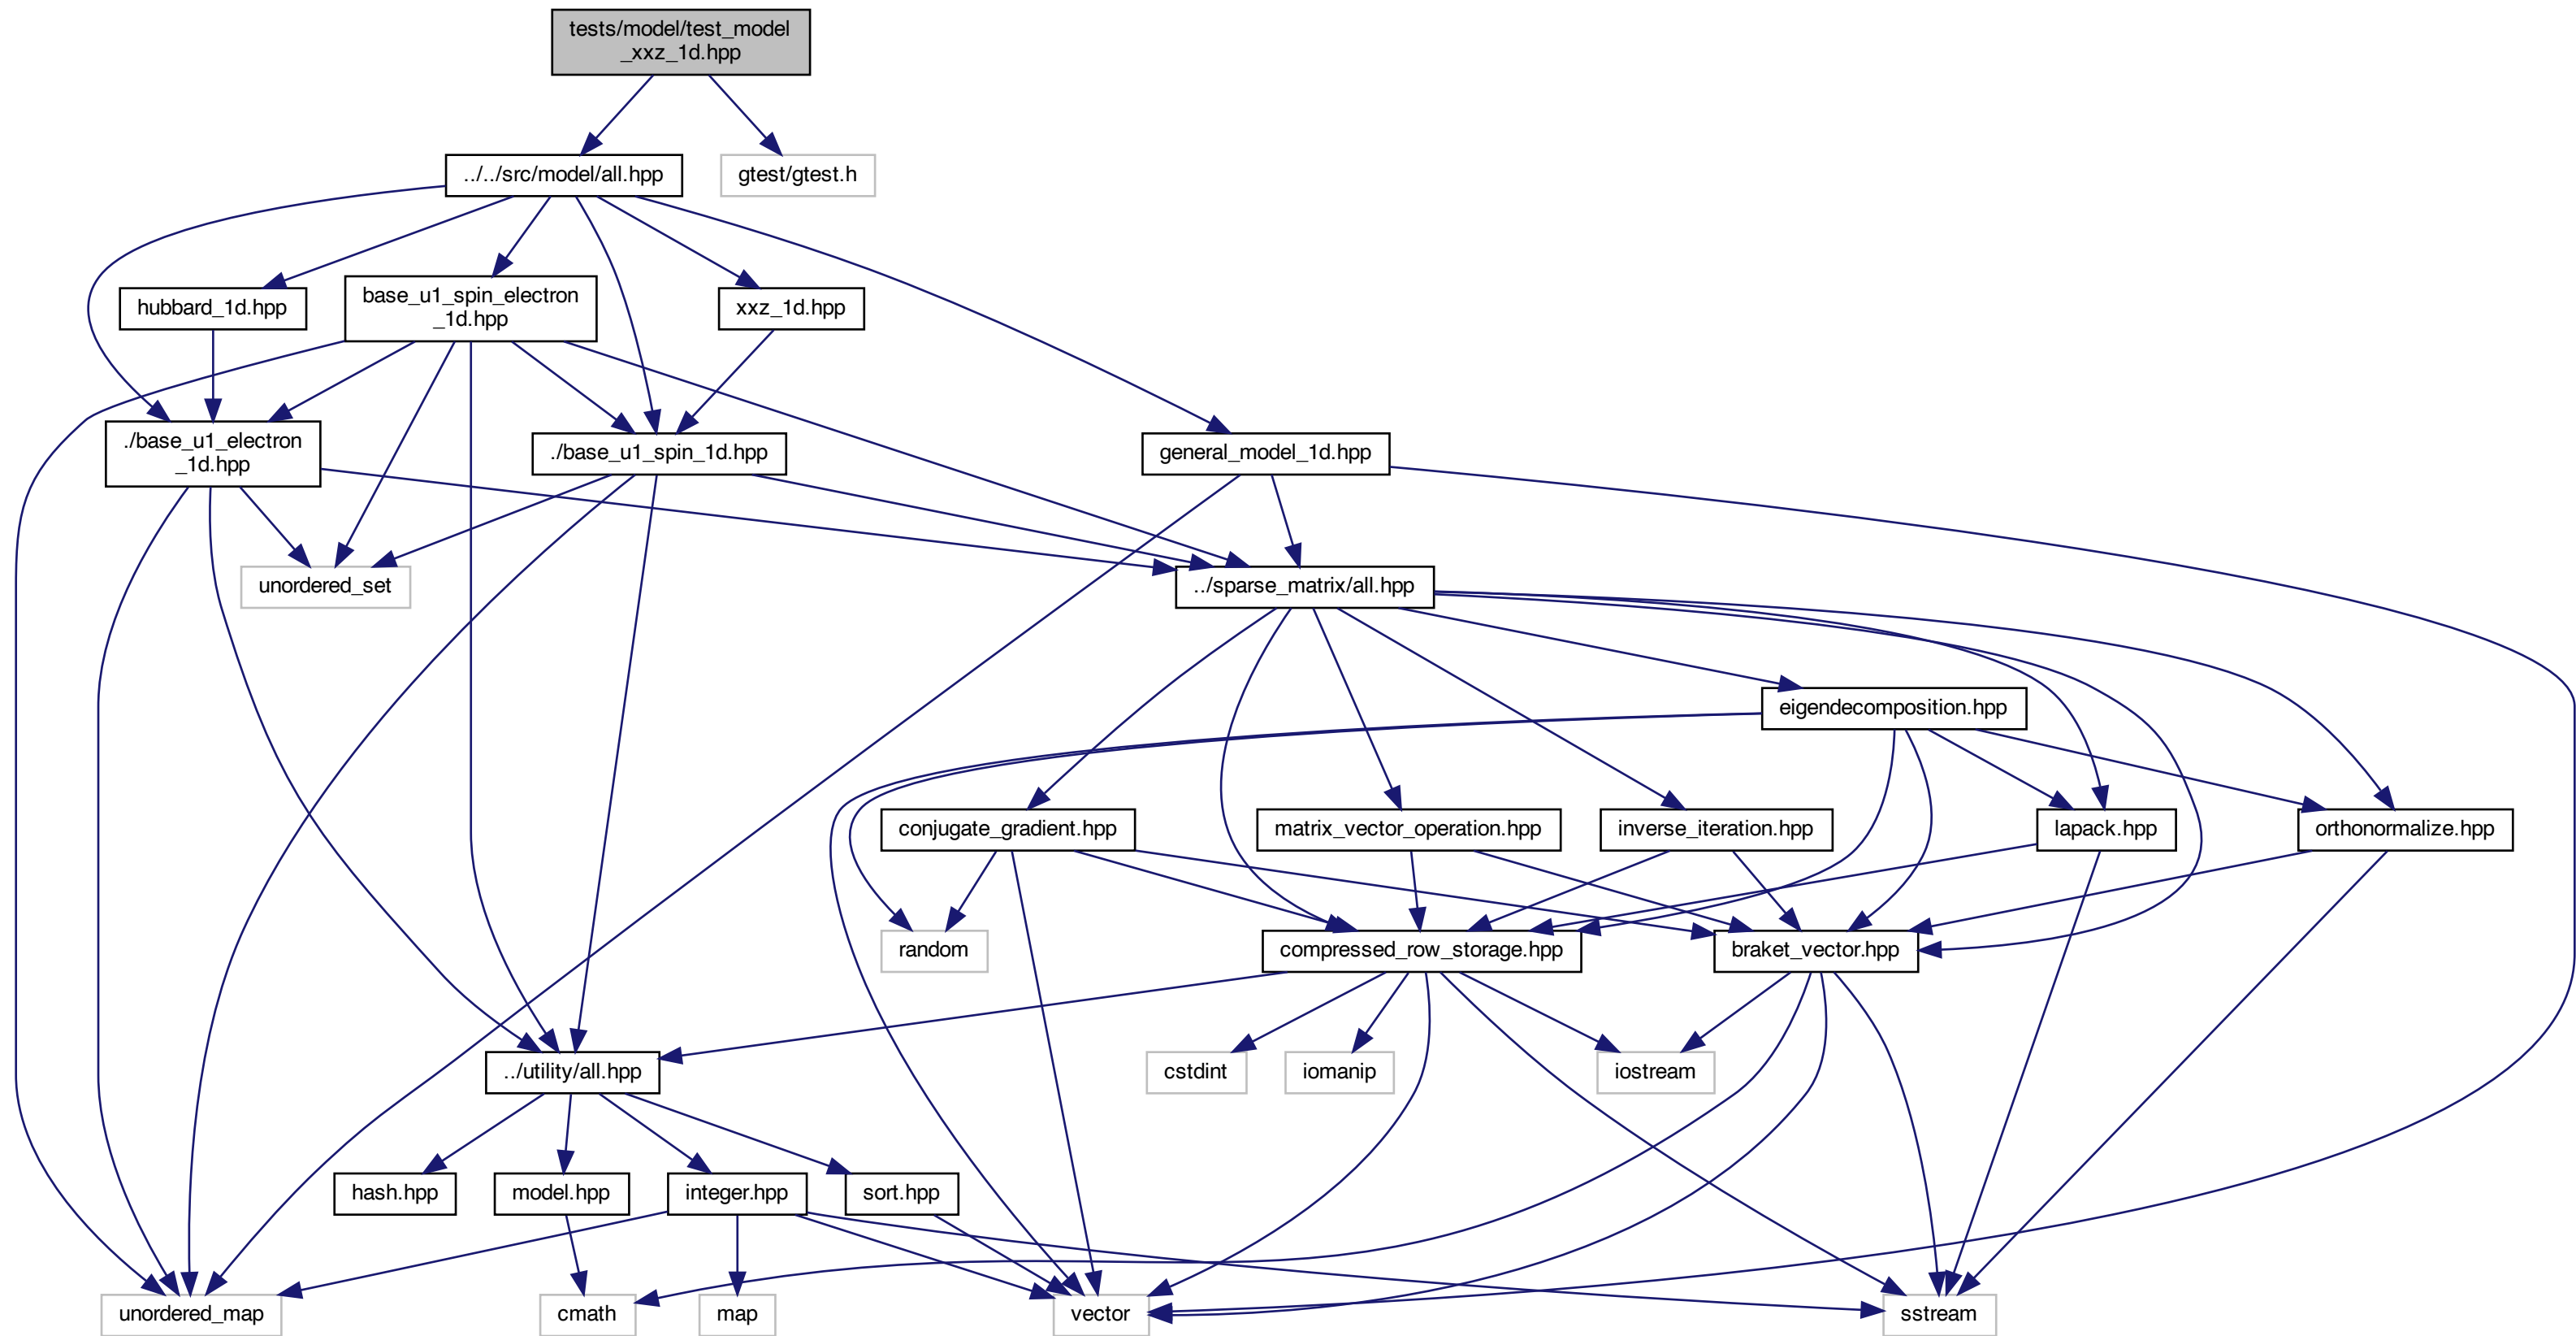 tests/model/test_model
_xxz_1d.hpp
../../src/model/all.hpp
gtest/gtest.h
hubbard_1d.hpp
base_u1_spin_electron
_1d.hpp
xxz_1d.hpp
./base_u1_electron
_1d.hpp
./base_u1_spin_1d.hpp
general_model_1d.hpp
unordered_set
../sparse_matrix/all.hpp
eigendecomposition.hpp
conjugate_gradient.hpp
matrix_vector_operation.hpp
inverse_iteration.hpp
lapack.hpp
orthonormalize.hpp
random
compressed_row_storage.hpp
braket_vector.hpp
../utility/all.hpp
cstdint
iomanip
iostream
hash.hpp
model.hpp
integer.hpp
sort.hpp
unordered_map
cmath
map
vector
sstream